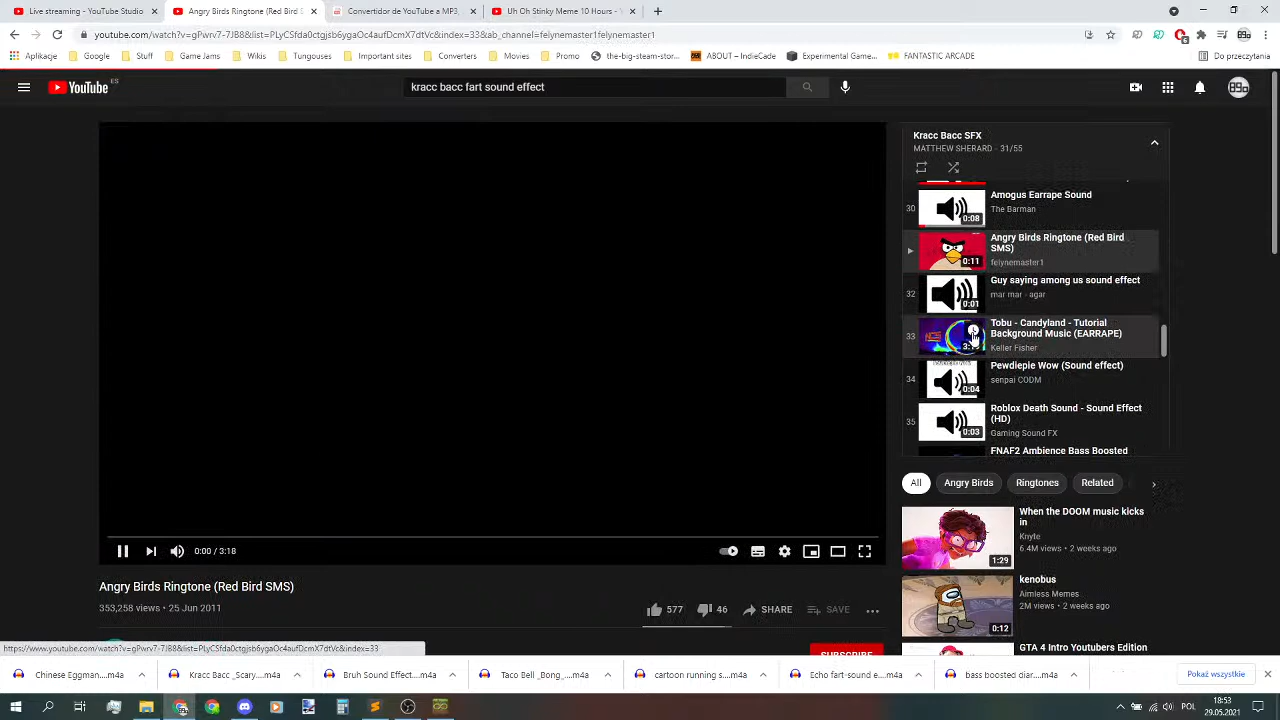 Live streaming - YouTube Studio
Angry Birds Ringtone (Red Bird S
Convertidor de YouTube a MP3,
Uh Oh Stinky Meme 10 Hours -
youtube.com/watch?v=gPwrv7-7JB8&list=PLyCSfda0ctgjsb6ygaOc4aufDcmX7dtVc&index=33&ab_channel=felynemaster1felynemaster1
Aplikacje
Google
Stuff
Game Jams
Wikis
Tungouses
Important sites
Converters
Movies
Promo
the-big-steam-stor...
ABOUT – IndieCade
Experimental Game...
FANTASTIC ARCADE
Do przeczytania
YouTube
ES
kracc bacc fart sound effect
Kracc Bacc SFX
MATTHEW SHERARD - 31/55
30
0:08
Amogus Earrape Sound
The Barman
0:11
Angry Birds Ringtone (Red Bird
SMS)
felynemaster1
32
0:01
Guy saying among us sound effect
mar mar - agar
33
Tobu - Candyland - Tutorial
Background Music (EARRAPE)
Keller Fisher
34
0:04
Pewdiepie Wow (Sound effect)
senpai CODM
35
0:03
Roblox Death Sound - Sound Effect
(HD)
Gaming Sound FX
FNAF2 Ambience Bass Boosted
All
Angry Birds
Ringtones
Related
When the DOOM music kicks
in
Knyte
6.4M views • 2 weeks ago
1:29
kenobus
Aimless Memes
2M views • 2 weeks ago
0:12
GTA 4 Intro Youtubers Edition
0:00 / 3:18
Angry Birds Ringtone (Red Bird SMS)
353,258 views • 25 Jun 2011
577
46
SHARE
SAVE
SUBSCRIBE
https://www.youtube.com/watch?v=gPwrv7-7JB8&list=PLyCSfda0ctgjsb6ygaOc4aufDcmX7dtVc&index=33
Chinese Eggman....m4a
Kracc Bacc _Scary....m4a
Bruh Sound Effect....m4a
Taco Bell _Bong_....m4a
cartoon running s....m4a
Echo fart-sound e....m4a
bass boosted diar....m4a
Pokaż wszystkie
POL
18:53
29.05.2021